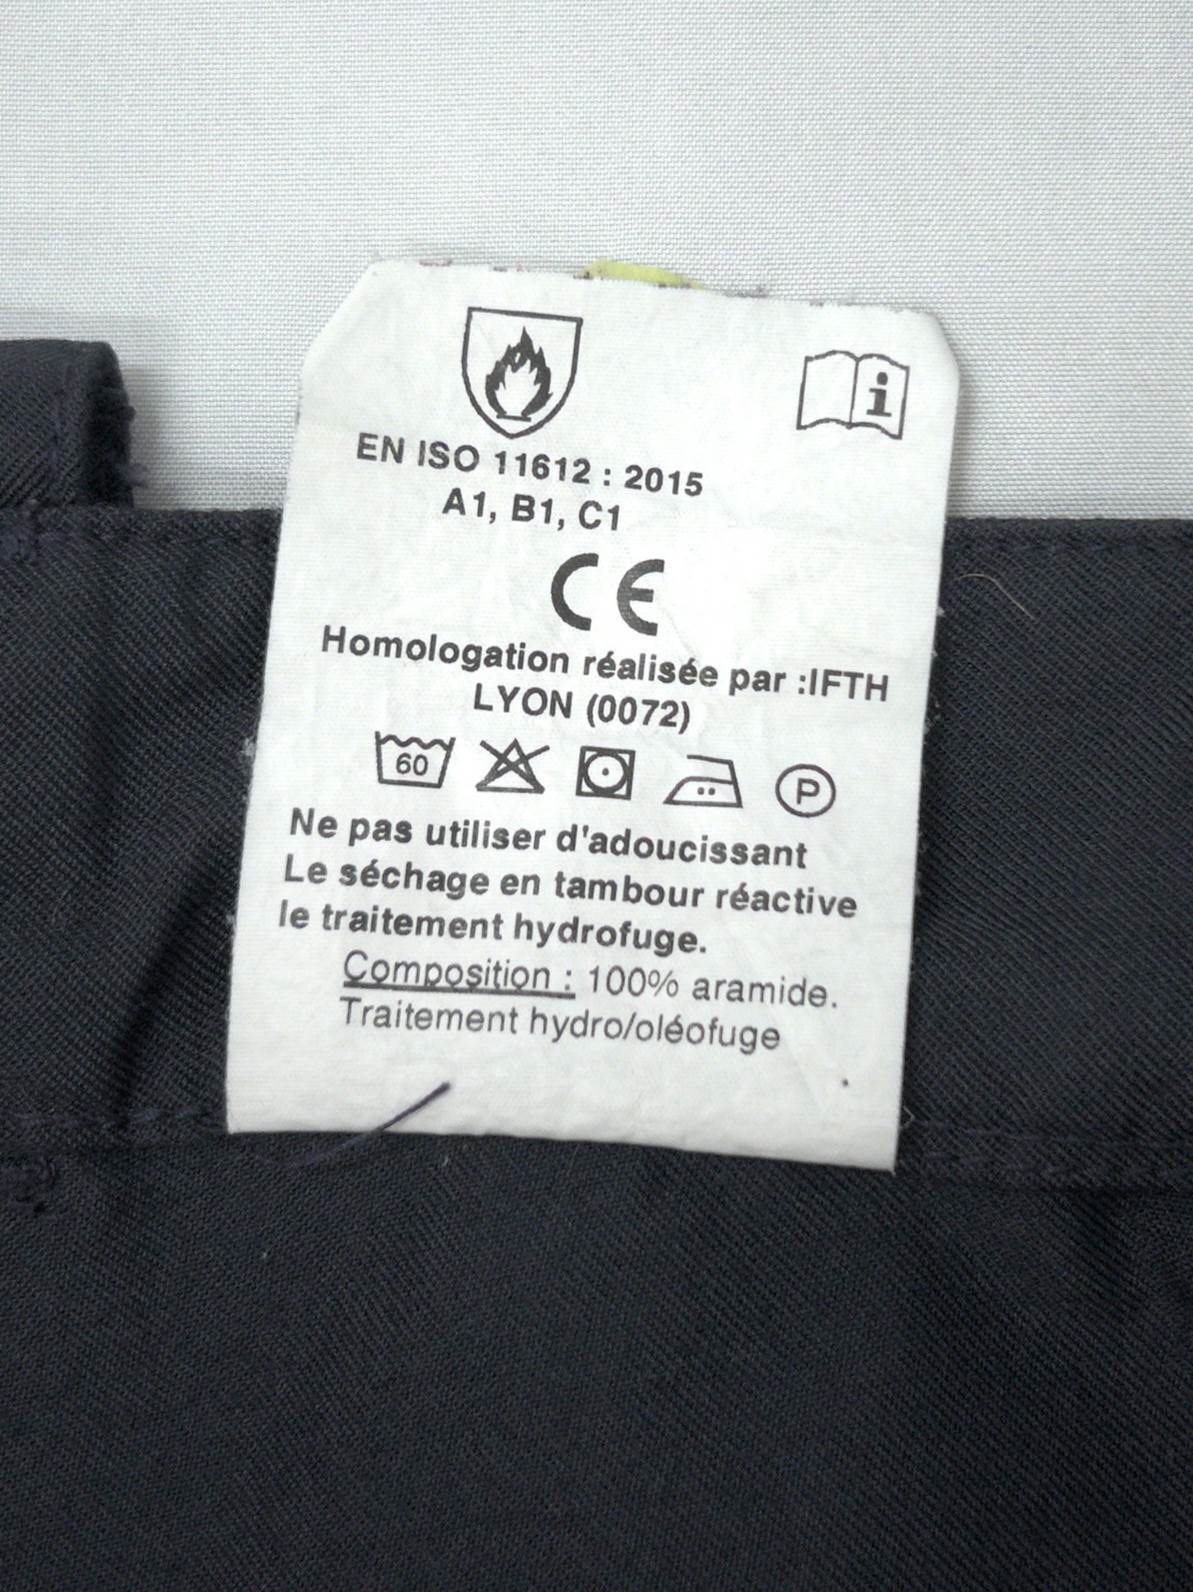 i
EN ISO 11612 : 2015
A1, B1, C1
CE
Homologation réalisée par :IFTH
LYON (0072)
60 P
Ne pas utiliser d'adoucissant
Le séchage en tambour réactive
le traitement hydrofuge.
Composition : 100% aramide.
Traitement hydro/oléofuge